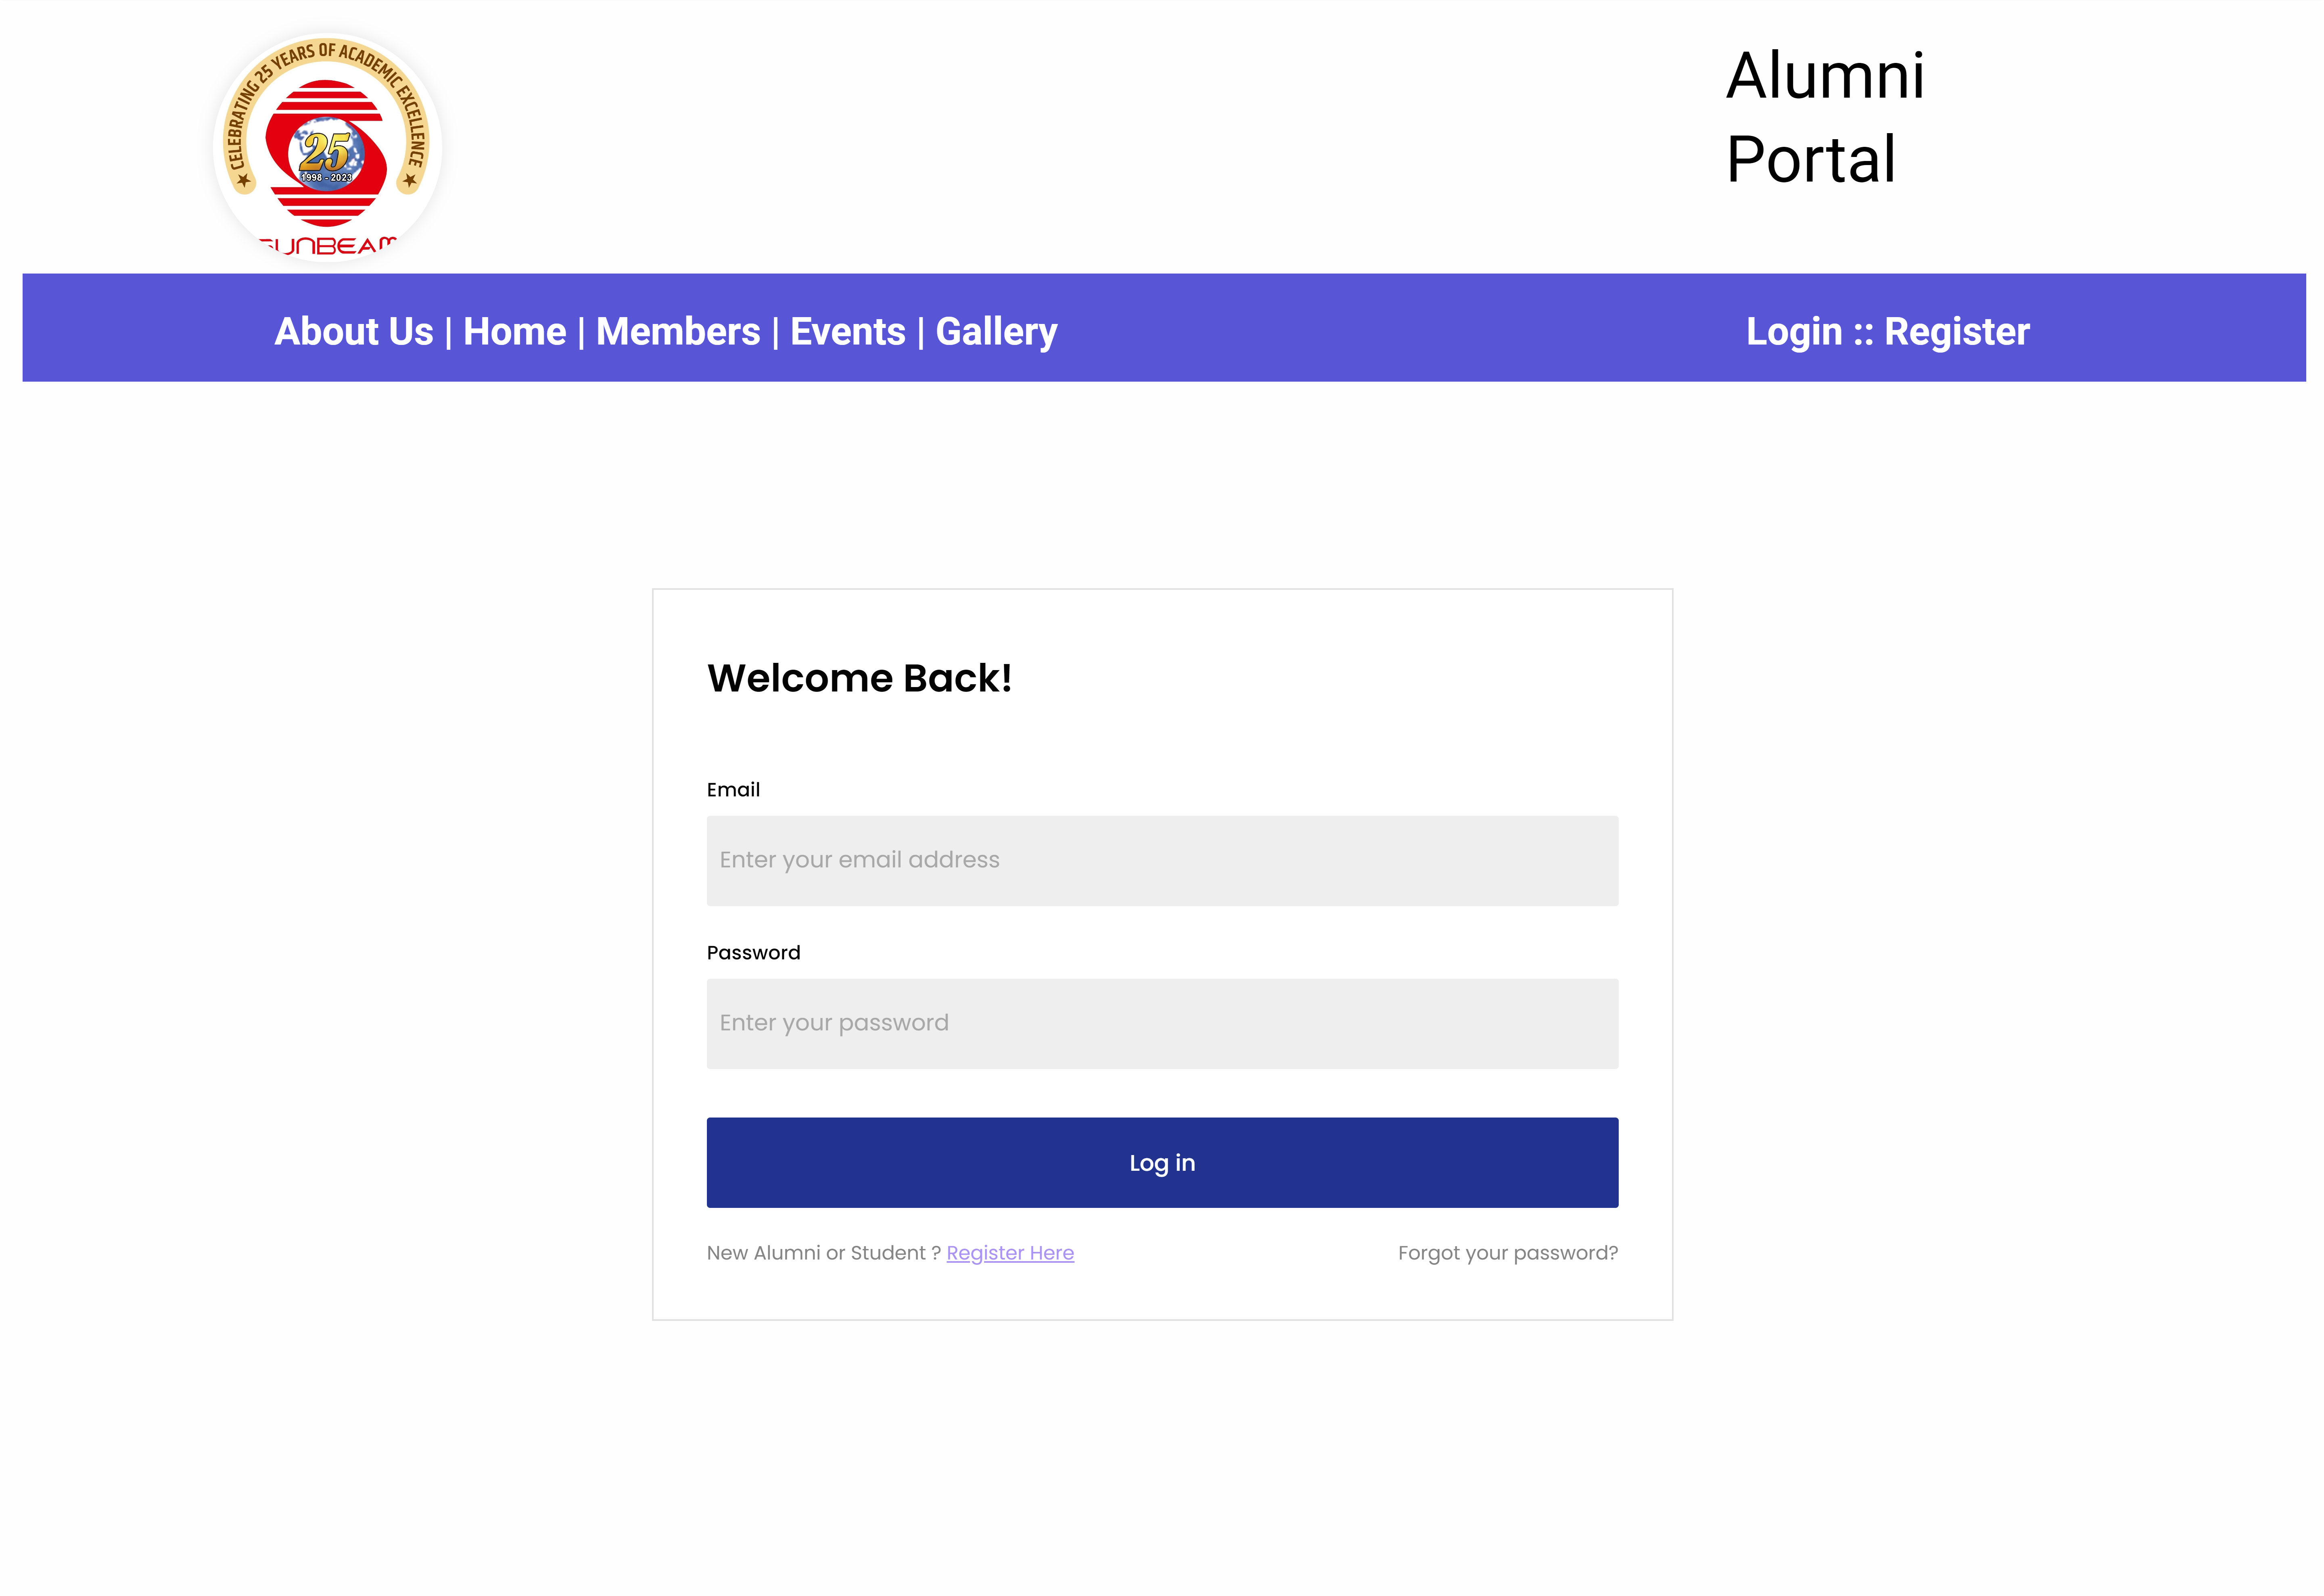 CELEBRATING 25 YEARS OF ACADEMIC EXCELLENCE
25
1998 - 2023
SUNBEAM
Alumni
Portal
About Us | Home | Members | Events | Gallery
Login :: Register
Welcome Back!
Email
Enter your email address
Password
Enter your password
Log in
New Alumni or Student ? Register Here
Forgot your password?